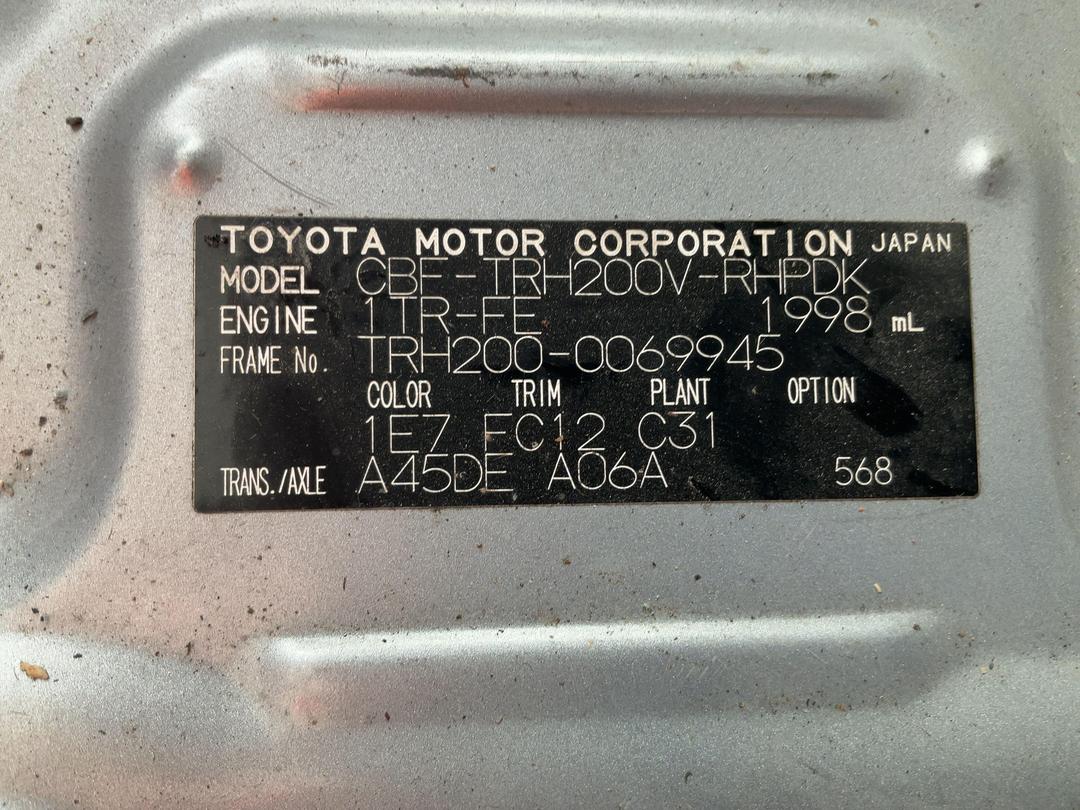 TOYOTA MOTOR CORPORATION JAPAN
MODEL CBF-TRH200V-RHPDK
ENGINE 1TR-FE 1998 mL
FRAME No. TRH200-0069945
COLOR TRIM PLANT OPTION
1E7 FC12 C31
TRANS./AXLE A45DE A06A 568